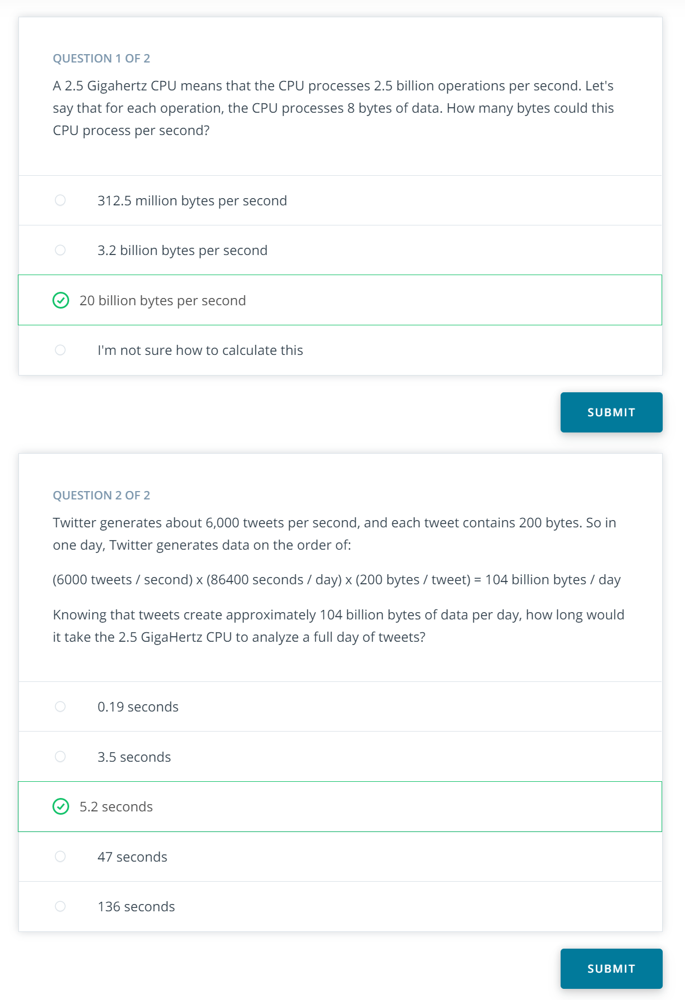 QUESTION 1 OF 2
A 2.5 Gigahertz CPU means that the CPU processes 2.5 billion operations per second. Let's
say that for each operation, the CPU processes 8 bytes of data. How many bytes could this
CPU process per second?
312.5 million bytes per second
3.2 billion bytes per second
20 billion bytes per second
I'm not sure how to calculate this
SUBMIT
QUESTION 2 OF 2
Twitter generates about 6,000 tweets per second, and each tweet contains 200 bytes. So in
one day, Twitter generates data on the order of:
(6000 tweets / second) x (86400 seconds / day) x (200 bytes / tweet) = 104 billion bytes / day
Knowing that tweets create approximately 104 billion bytes of data per day, how long would
it take the 2.5 GigaHertz CPU to analyze a full day of tweets?
0.19 seconds
3.5 seconds
5.2 seconds
47 seconds
136 seconds
SUBMIT